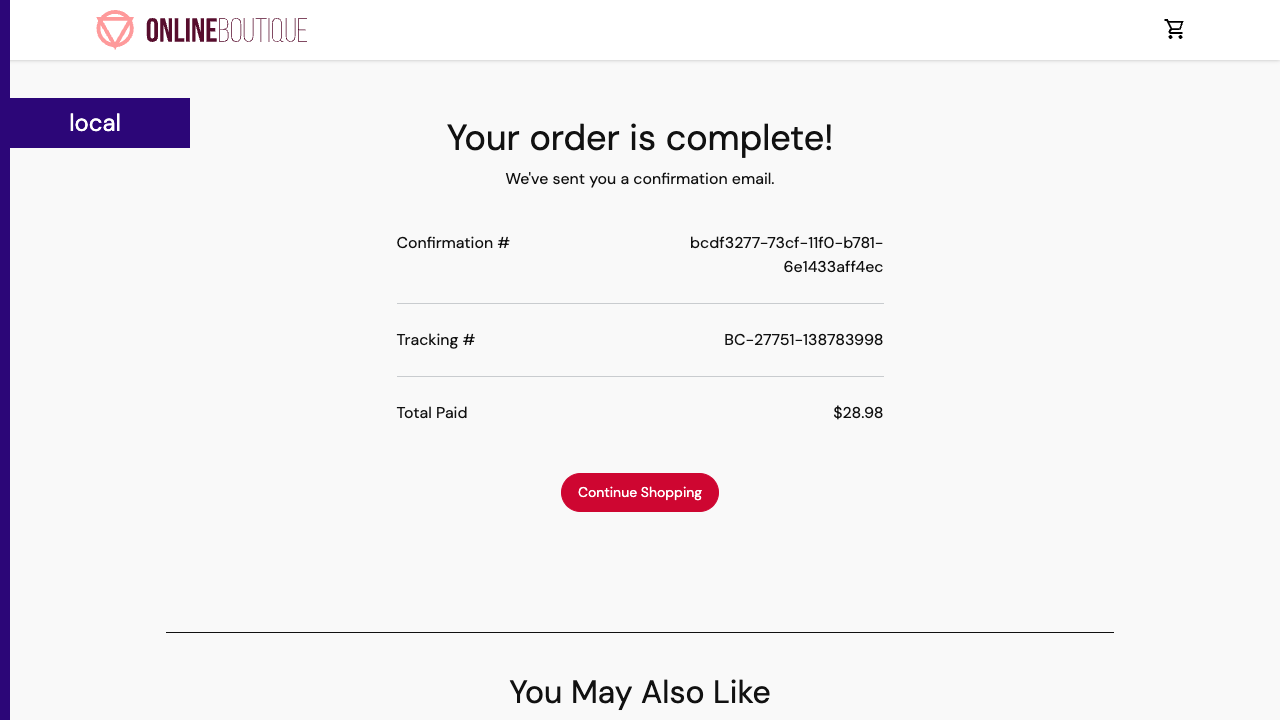 ONLINEBOUTIQUE
local
Your order is complete!
We've sent you a confirmation email.
Confirmation #
bcdf3277-73cf-11f0-b781-
6e1433aff4ec
Tracking #
BC-27751-138783998
Total Paid
$28.98
Continue Shopping
You May Also Like